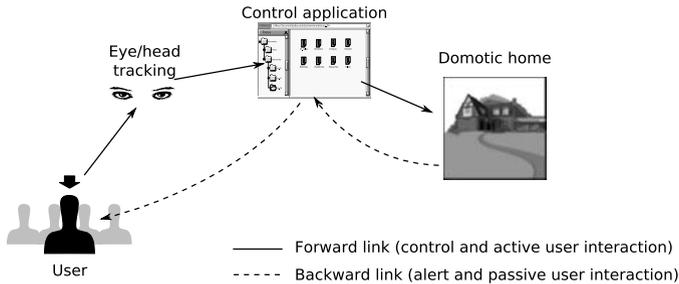 Control application
Eye/head
tracking
Domotic home
User
Forward link (control and active user interaction)
Backward link (alert and passive user interaction)